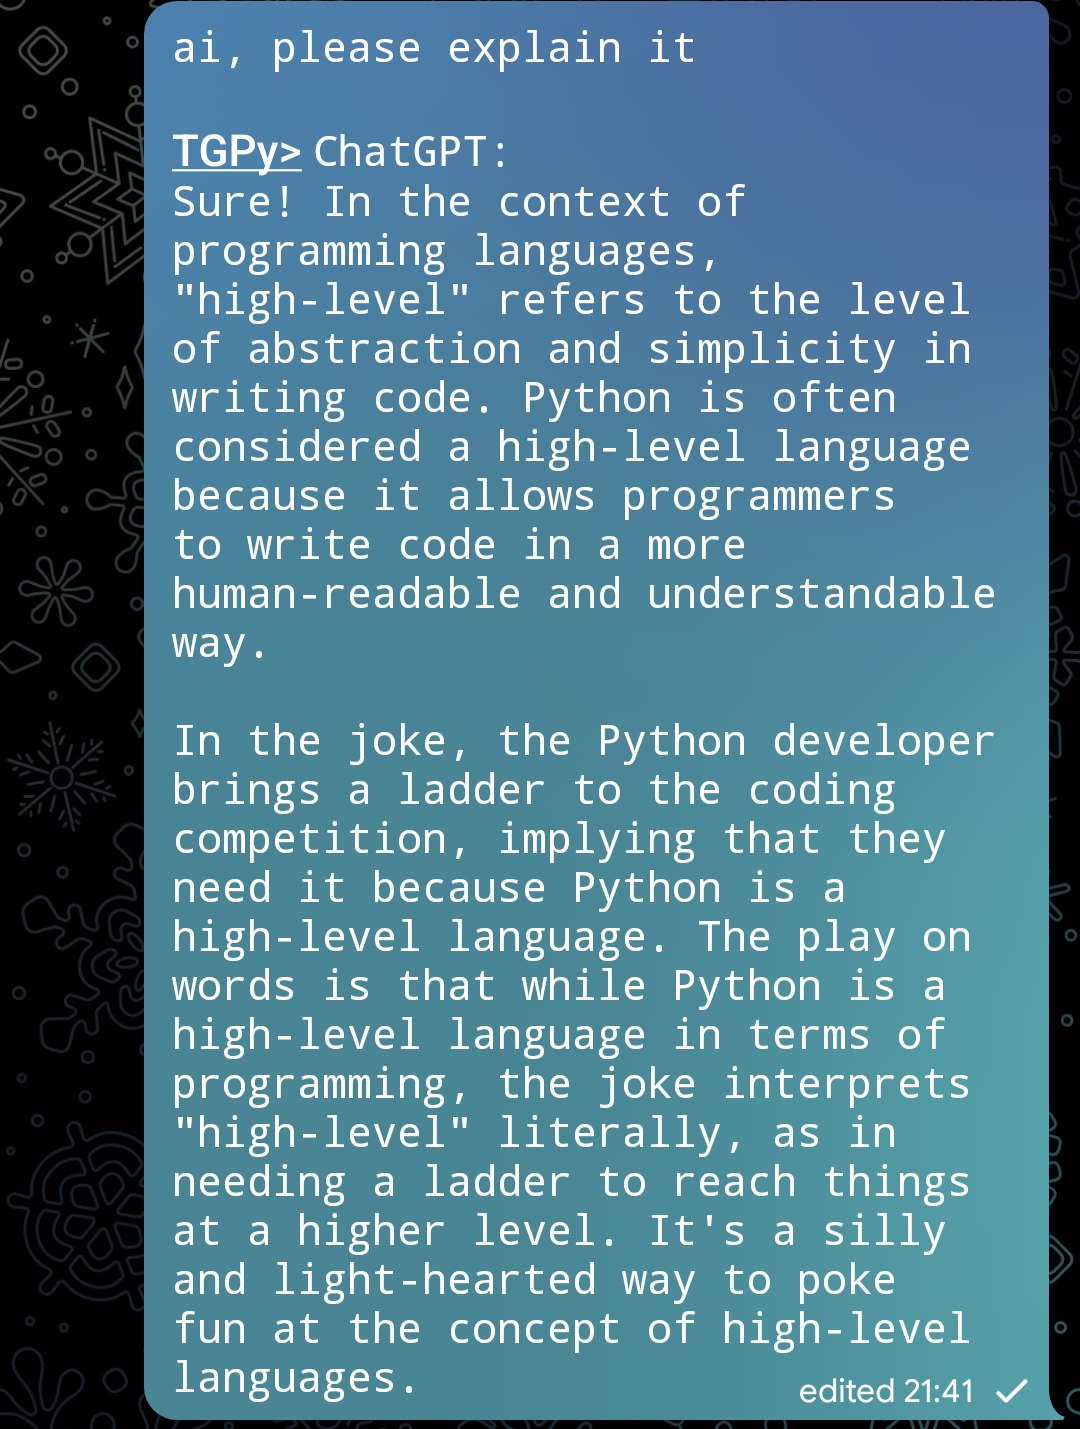 ai, please explain it
TGPy> ChatGPT:
Sure! In the context of
programming languages,
"high-level" refers to the level
of abstraction and simplicity in
writing code. Python is often
considered a high-level language
because it allows programmers
to write code in a more
human-readable and understandable
way.
In the joke, the Python developer
brings a ladder to the coding
competition, implying that they
need it because Python is a
high-level language. The play on
words is that while Python is a
high-level language in terms of
programming, the joke interprets
"high-level" literally, as in
needing a ladder to reach things
at a higher level. It's a silly
and light-hearted way to poke
fun at the concept of high-level
languages.
edited 21:41